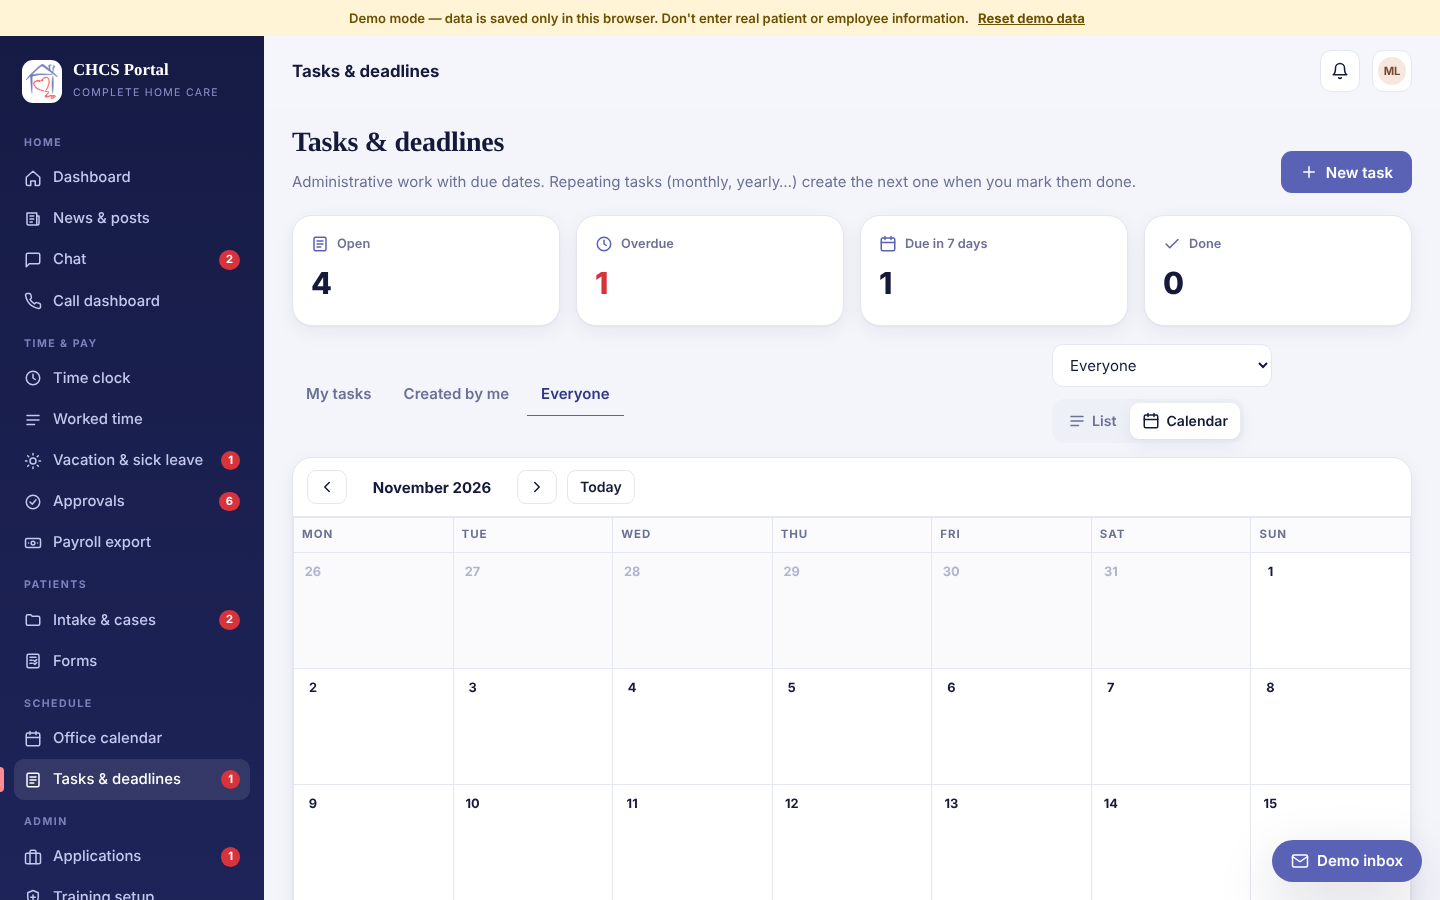 Demo mode — data is saved only in this browser. Don't enter real patient or employee information. Reset demo data
CHCS Portal
COMPLETE HOME CARE
HOME
Dashboard
News & posts
Chat 2
Call dashboard
TIME & PAY
Time clock
Worked time
Vacation & sick leave 1
Approvals 6
Payroll export
PATIENTS
Intake & cases 2
Forms
SCHEDULE
Office calendar
Tasks & deadlines 1
ADMIN
Applications 1
Training setup
Tasks & deadlines
ML
Tasks & deadlines
Administrative work with due dates. Repeating tasks (monthly, yearly...) create the next one when you mark them done.
New task
Open
4
Overdue
1
Due in 7 days
1
Done
0
My tasks Created by me Everyone
Everyone
List Calendar
November 2026 Today
MON TUE WED THU FRI SAT SUN
26 27 28 29 30 31 1
2 3 4 5 6 7 8
9 10 11 12 13 14 15
Demo inbox